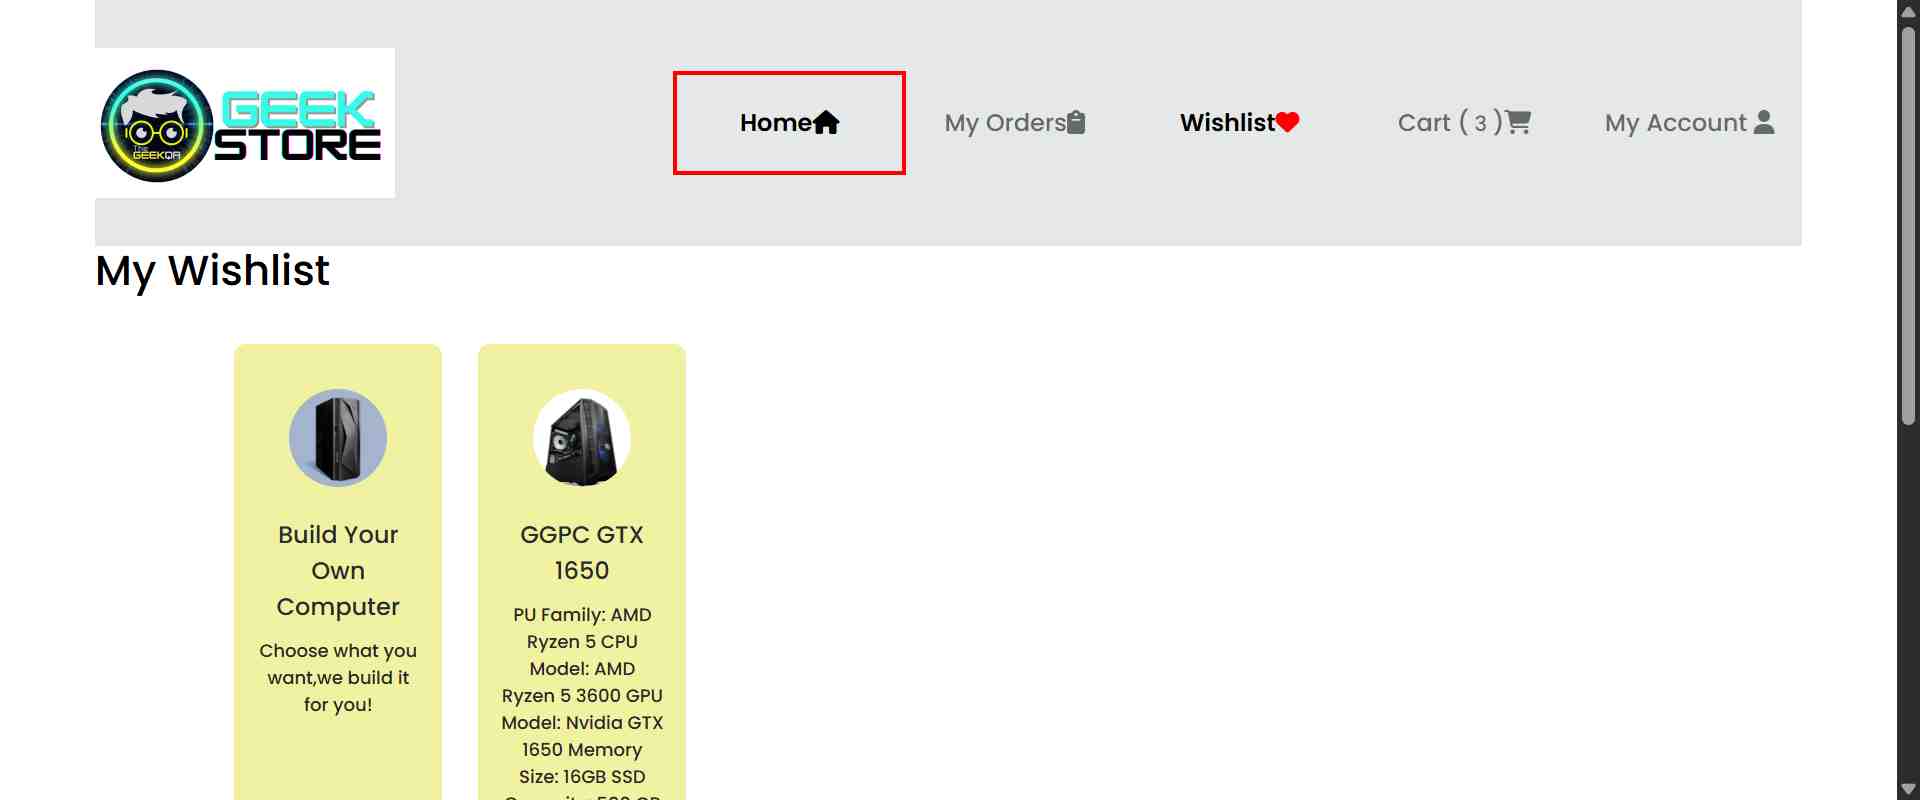 The
GEEKQA
GEEK
STORE
Home
My Orders
Wishlist
Cart ( 3 )
My Account
My Wishlist
Build Your
Own
Computer
Choose what you
want,we build it
for you!
GGPC GTX
1650
PU Family: AMD
Ryzen 5 CPU
Model: AMD
Ryzen 5 3600 GPU
Model: Nvidia GTX
1650 Memory
Size: 16GB SSD